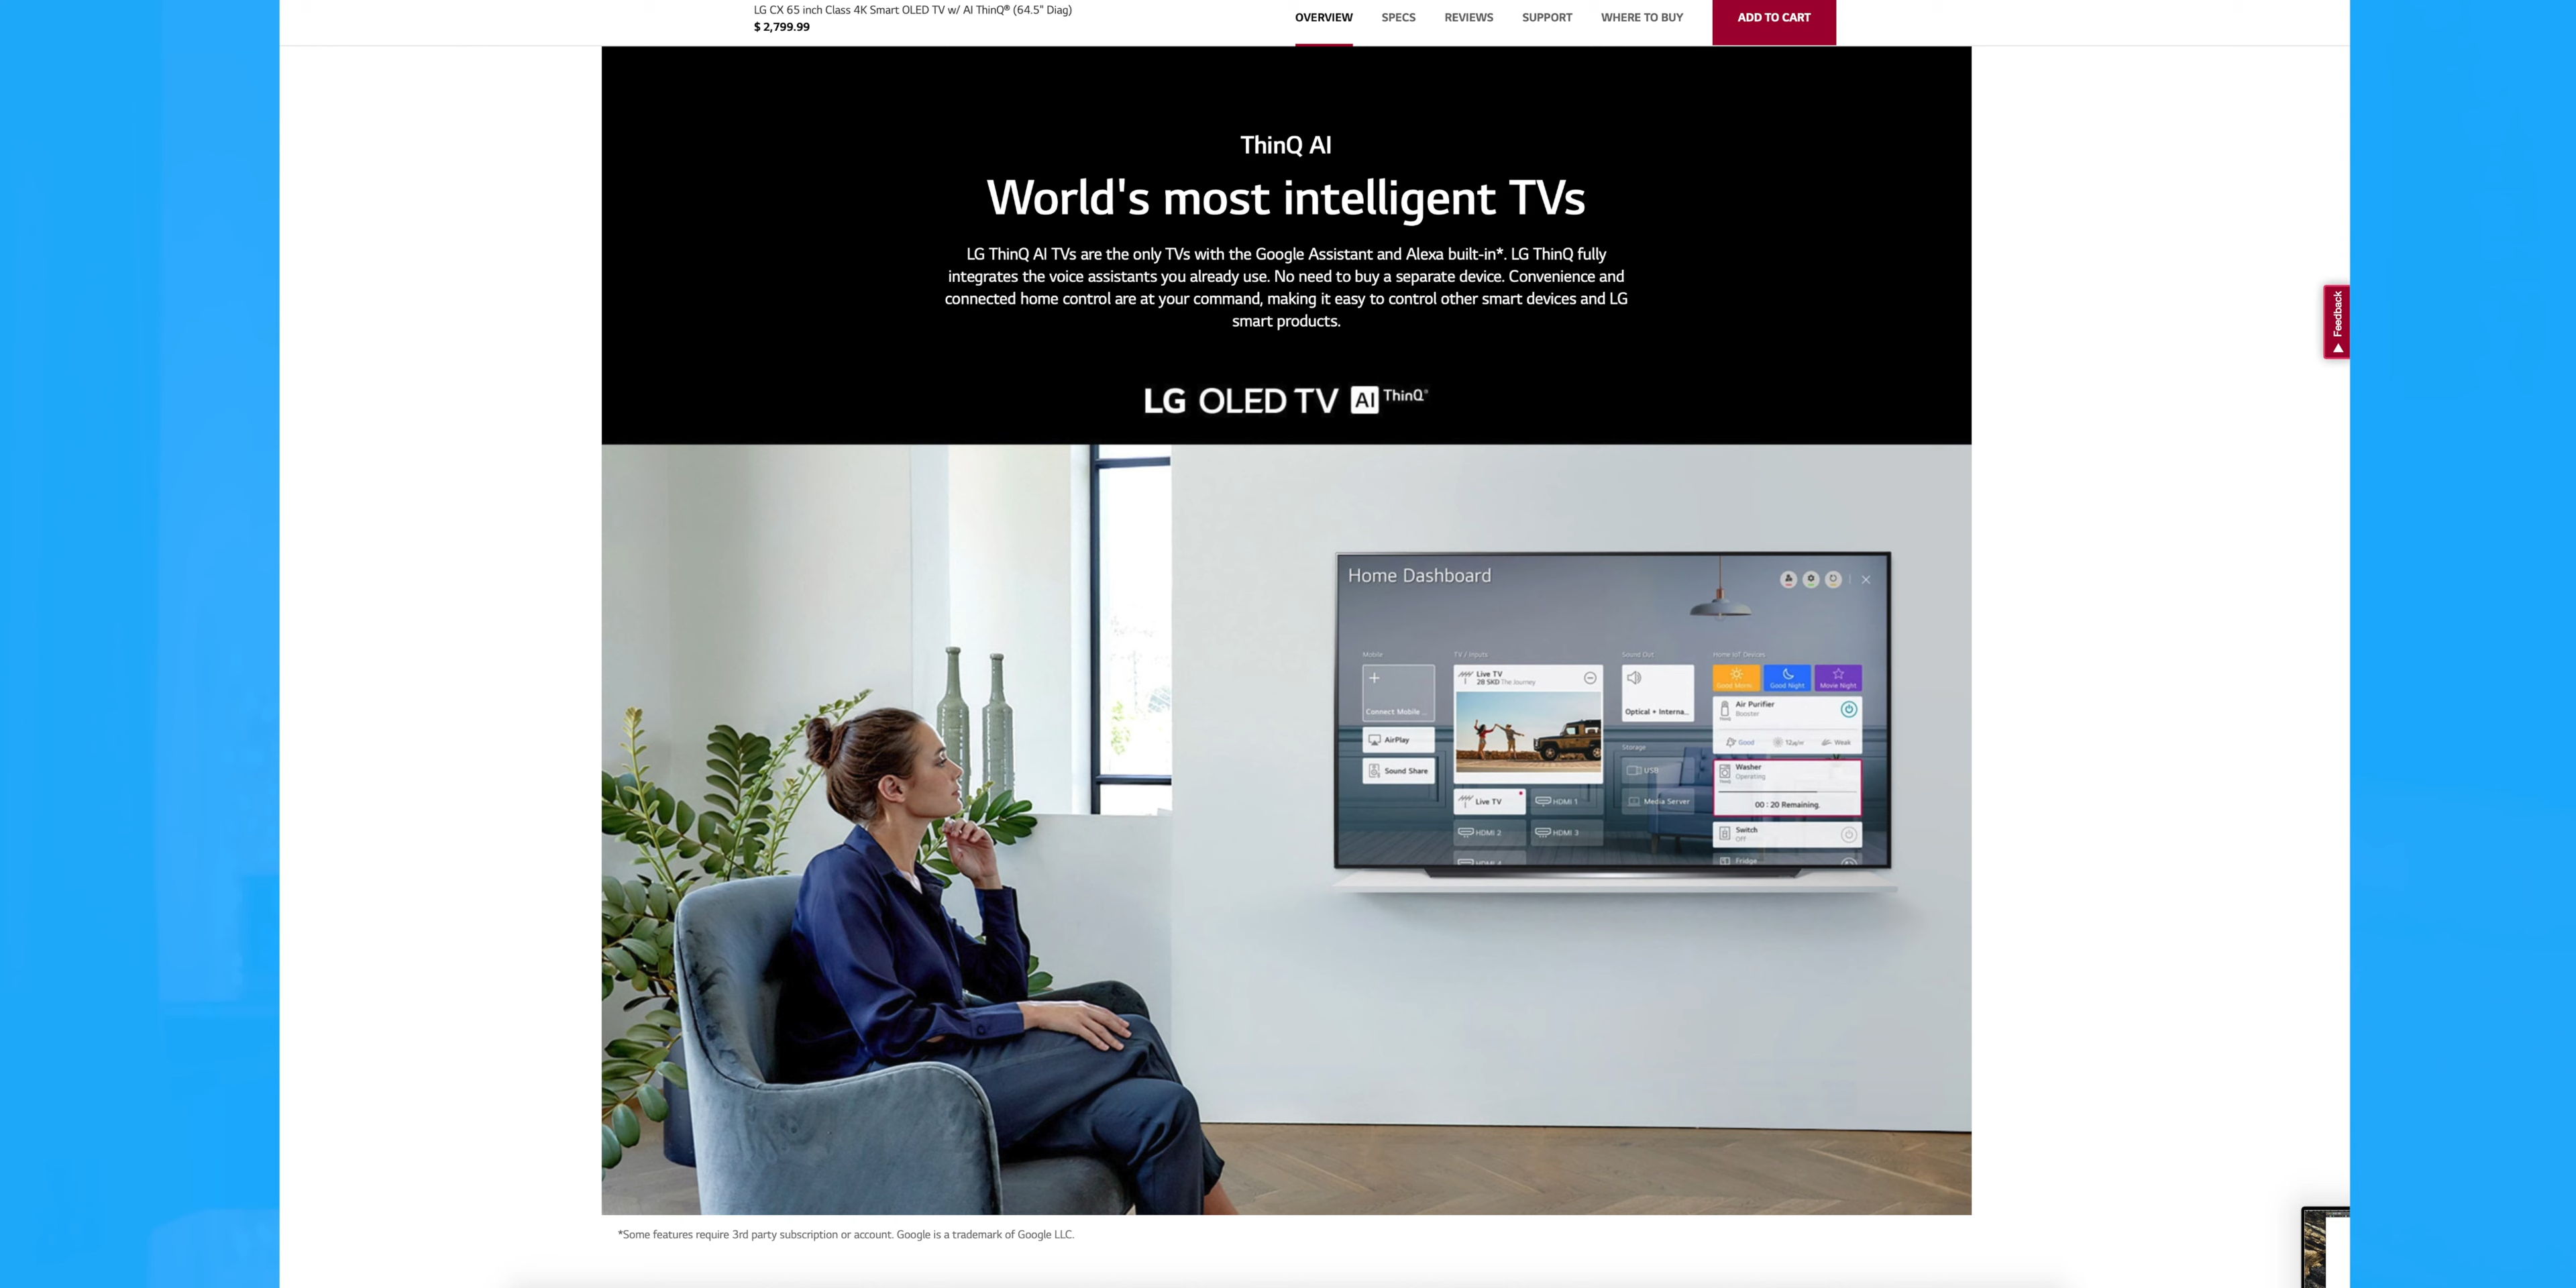 LG CX 65 inch Class 4K Smart OLED TV w/ AI ThinQ® (64.5'' Diag)
$ 2,799.99
OVERVIEW
SPECS
REVIEWS
SUPPORT
WHERE TO BUY
ADD TO CART
ThinQ AI
World's most intelligent TVs
LG ThinQ AI TVs are the only TVs with the Google Assistant and Alexa built-in*. LG ThinQ fully
integrates the voice assistants you already use. No need to buy a separate device. Convenience and
connected home control are at your command, making it easy to control other smart devices and LG
smart products.
Feedback
LG OLED TV AI ThinQ®
Home Dashboard
Mobile
Connect Mobile ...
AirPlay
Sound Share
TV / Inputs
Live TV
28 SKD The Journey
Live TV
HDMI 1
HDMI 2
HDMI 3
HDMI 4
Sound Out
Optical + Interna...
Storage
USB
Media Server
Home IoT Devices
Good Night
Movie Night
Air Purifier
Booster
Good
Weak
Washer
Operating
00 : 20 Remaining.
Switch
Off
Fridge
*Some features require 3rd party subscription or account. Google is a trademark of Google LLC.